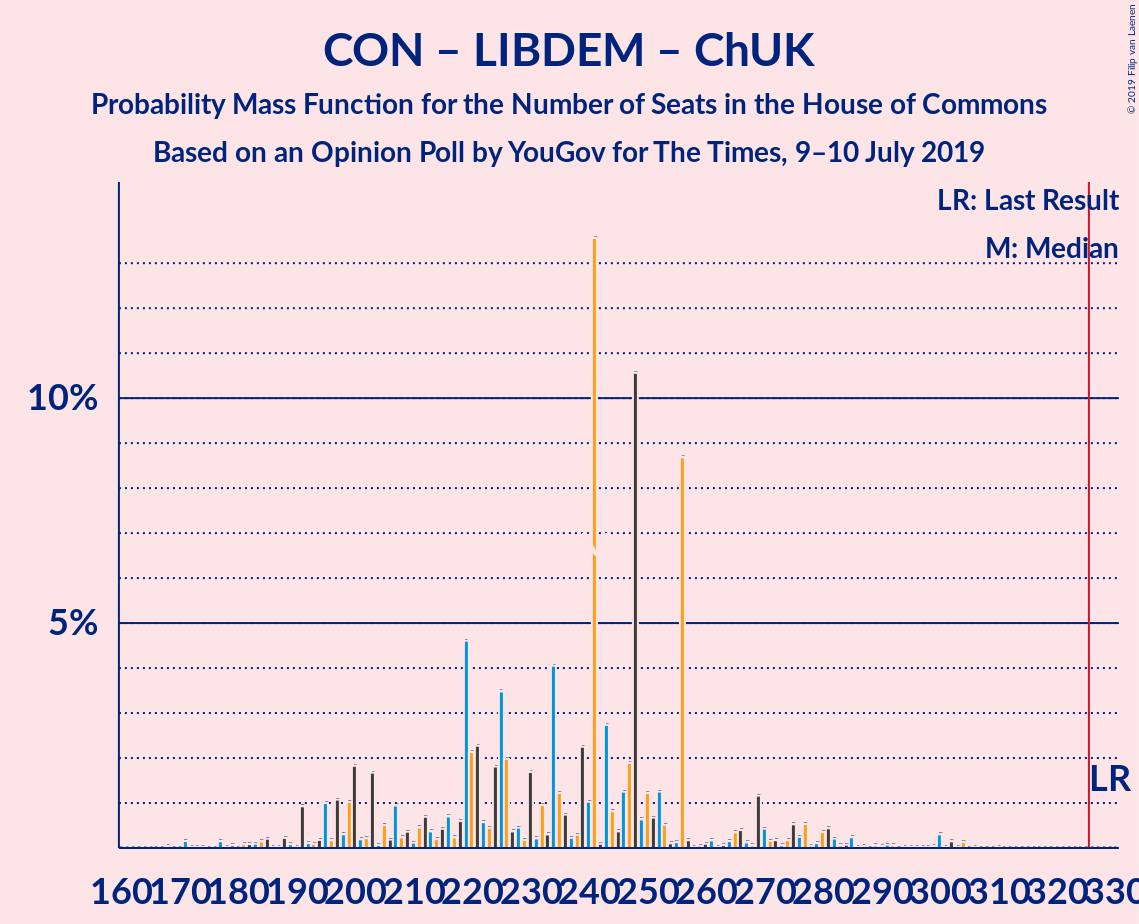 CON – LIBDEM – ChUK
Probability Mass Function for the Number of Seats in the House of Commons
Based on an Opinion Poll by YouGov for The Times, 9–10 July 2019
© 2019 Filip van Laenen
LR: Last Result
M: Median
10%
5%
LR
160 170 180 190 200 210 220 230 240 250 260 270 280 290 300 310 320 330